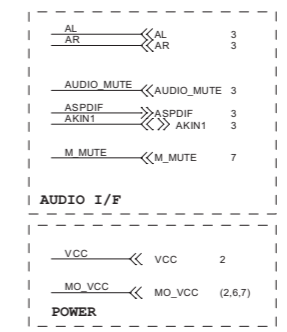 AL AL 3
AR AR 3
AUDIO_MUTE AUDIO_MUTE 3
ASPDIF ASPDIF 3
AKIN1 AKIN1 3
M_MUTE M_MUTE 7
AUDIO I/F
VCC VCC 2
MO_VCC MO_VCC (2,6,7)
POWER